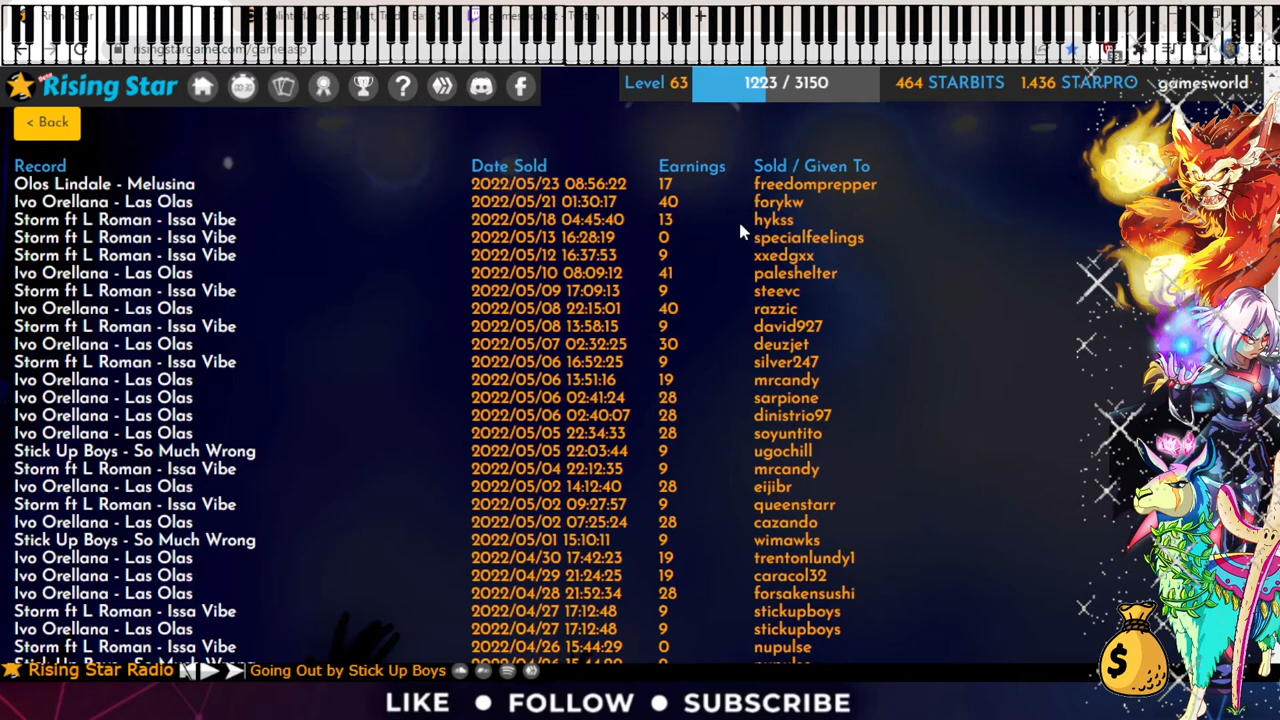 risingstargame.com/game.asp
Beta
Rising Star
Level 63
1223 / 3150
464 STARBITS
1.436 STARPRO
gamesworld
< Back
Record Date Sold Earnings Sold / Given To
Olos Lindale - Melusina 2022/05/23 08:56:22 17 freedomprepper
Ivo Orellana - Las Olas 2022/05/21 01:30:17 40 forykw
Storm ft L Roman - Issa Vibe 2022/05/18 04:45:40 13 hykss
Storm ft L Roman - Issa Vibe 2022/05/13 16:28:19 0 specialfeelings
Storm ft L Roman - Issa Vibe 2022/05/12 16:37:53 9 xxedgxx
Ivo Orellana - Las Olas 2022/05/10 08:09:12 41 paleshelter
Storm ft L Roman - Issa Vibe 2022/05/09 17:09:13 9 steevc
Ivo Orellana - Las Olas 2022/05/08 22:15:01 40 razzic
Storm ft L Roman - Issa Vibe 2022/05/08 13:58:15 9 david927
Ivo Orellana - Las Olas 2022/05/07 02:32:25 30 deuzjet
Storm ft L Roman - Issa Vibe 2022/05/06 16:52:25 9 silver247
Ivo Orellana - Las Olas 2022/05/06 13:51:16 19 mrcandy
Ivo Orellana - Las Olas 2022/05/06 02:41:24 28 sarpione
Ivo Orellana - Las Olas 2022/05/06 02:40:07 28 dinistrio97
Ivo Orellana - Las Olas 2022/05/05 22:34:33 28 soyuntito
Stick Up Boys - So Much Wrong 2022/05/05 22:03:44 9 ugochill
Storm ft L Roman - Issa Vibe 2022/05/04 22:12:35 9 mrcandy
Ivo Orellana - Las Olas 2022/05/02 14:12:40 28 eijibr
Storm ft L Roman - Issa Vibe 2022/05/02 09:27:57 9 queenstarr
Ivo Orellana - Las Olas 2022/05/02 07:25:24 28 cazando
Stick Up Boys - So Much Wrong 2022/05/01 15:10:11 9 wimawks
Ivo Orellana - Las Olas 2022/04/30 17:42:23 19 trentonlundy1
Ivo Orellana - Las Olas 2022/04/29 21:24:25 19 caracol32
Ivo Orellana - Las Olas 2022/04/28 21:52:34 28 forsakensushi
Storm ft L Roman - Issa Vibe 2022/04/27 17:12:48 9 stickupboys
Ivo Orellana - Las Olas 2022/04/27 17:12:48 9 stickupboys
Storm ft L Roman - Issa Vibe 2022/04/26 15:44:29 0 nupulse
Rising Star Radio
Going Out by Stick Up Boys
$
LIKE ● FOLLOW ● SUBSCRIBE